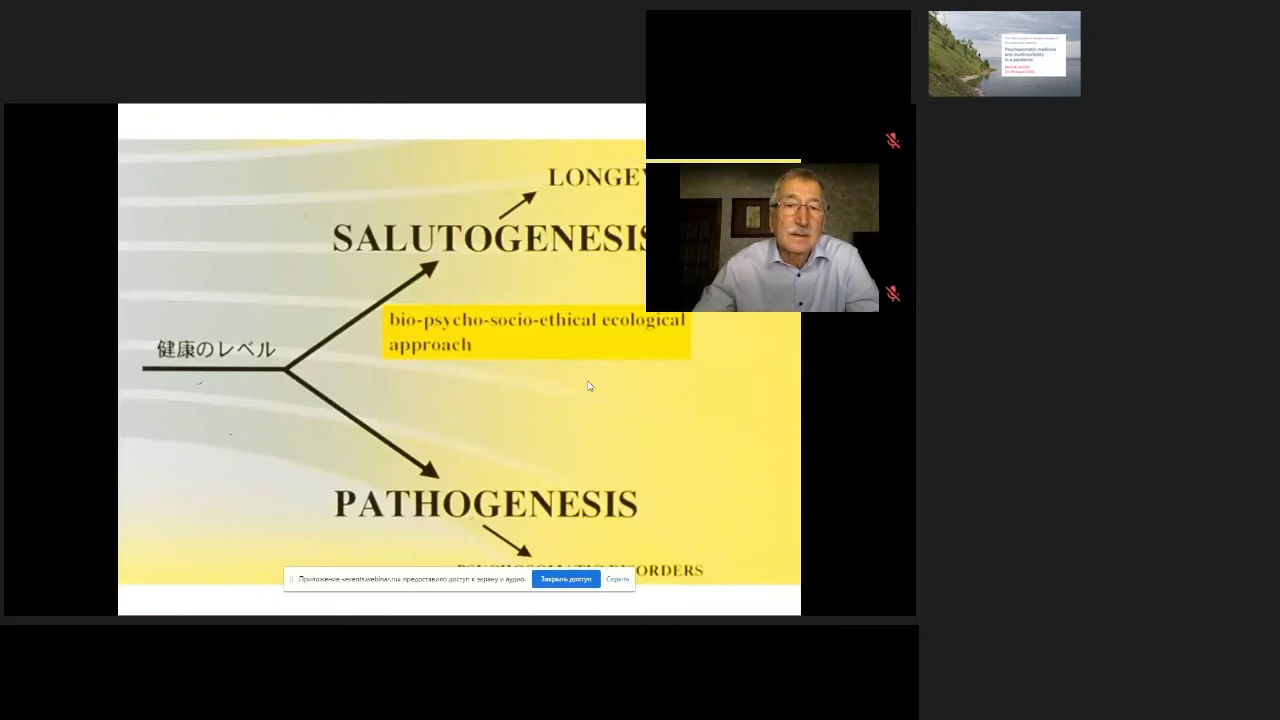 LONGEV
SALUTOGENESIS
bio-psycho-socio-ethical ecological
approach
健康のレベル
PATHOGENESIS
Приложение «events.webinar.ru» предоставило доступ к экрану и аудио.
Закрыть доступ
Скрыть
Psychosomatic medicine
and multimorbidity
in a pandemic